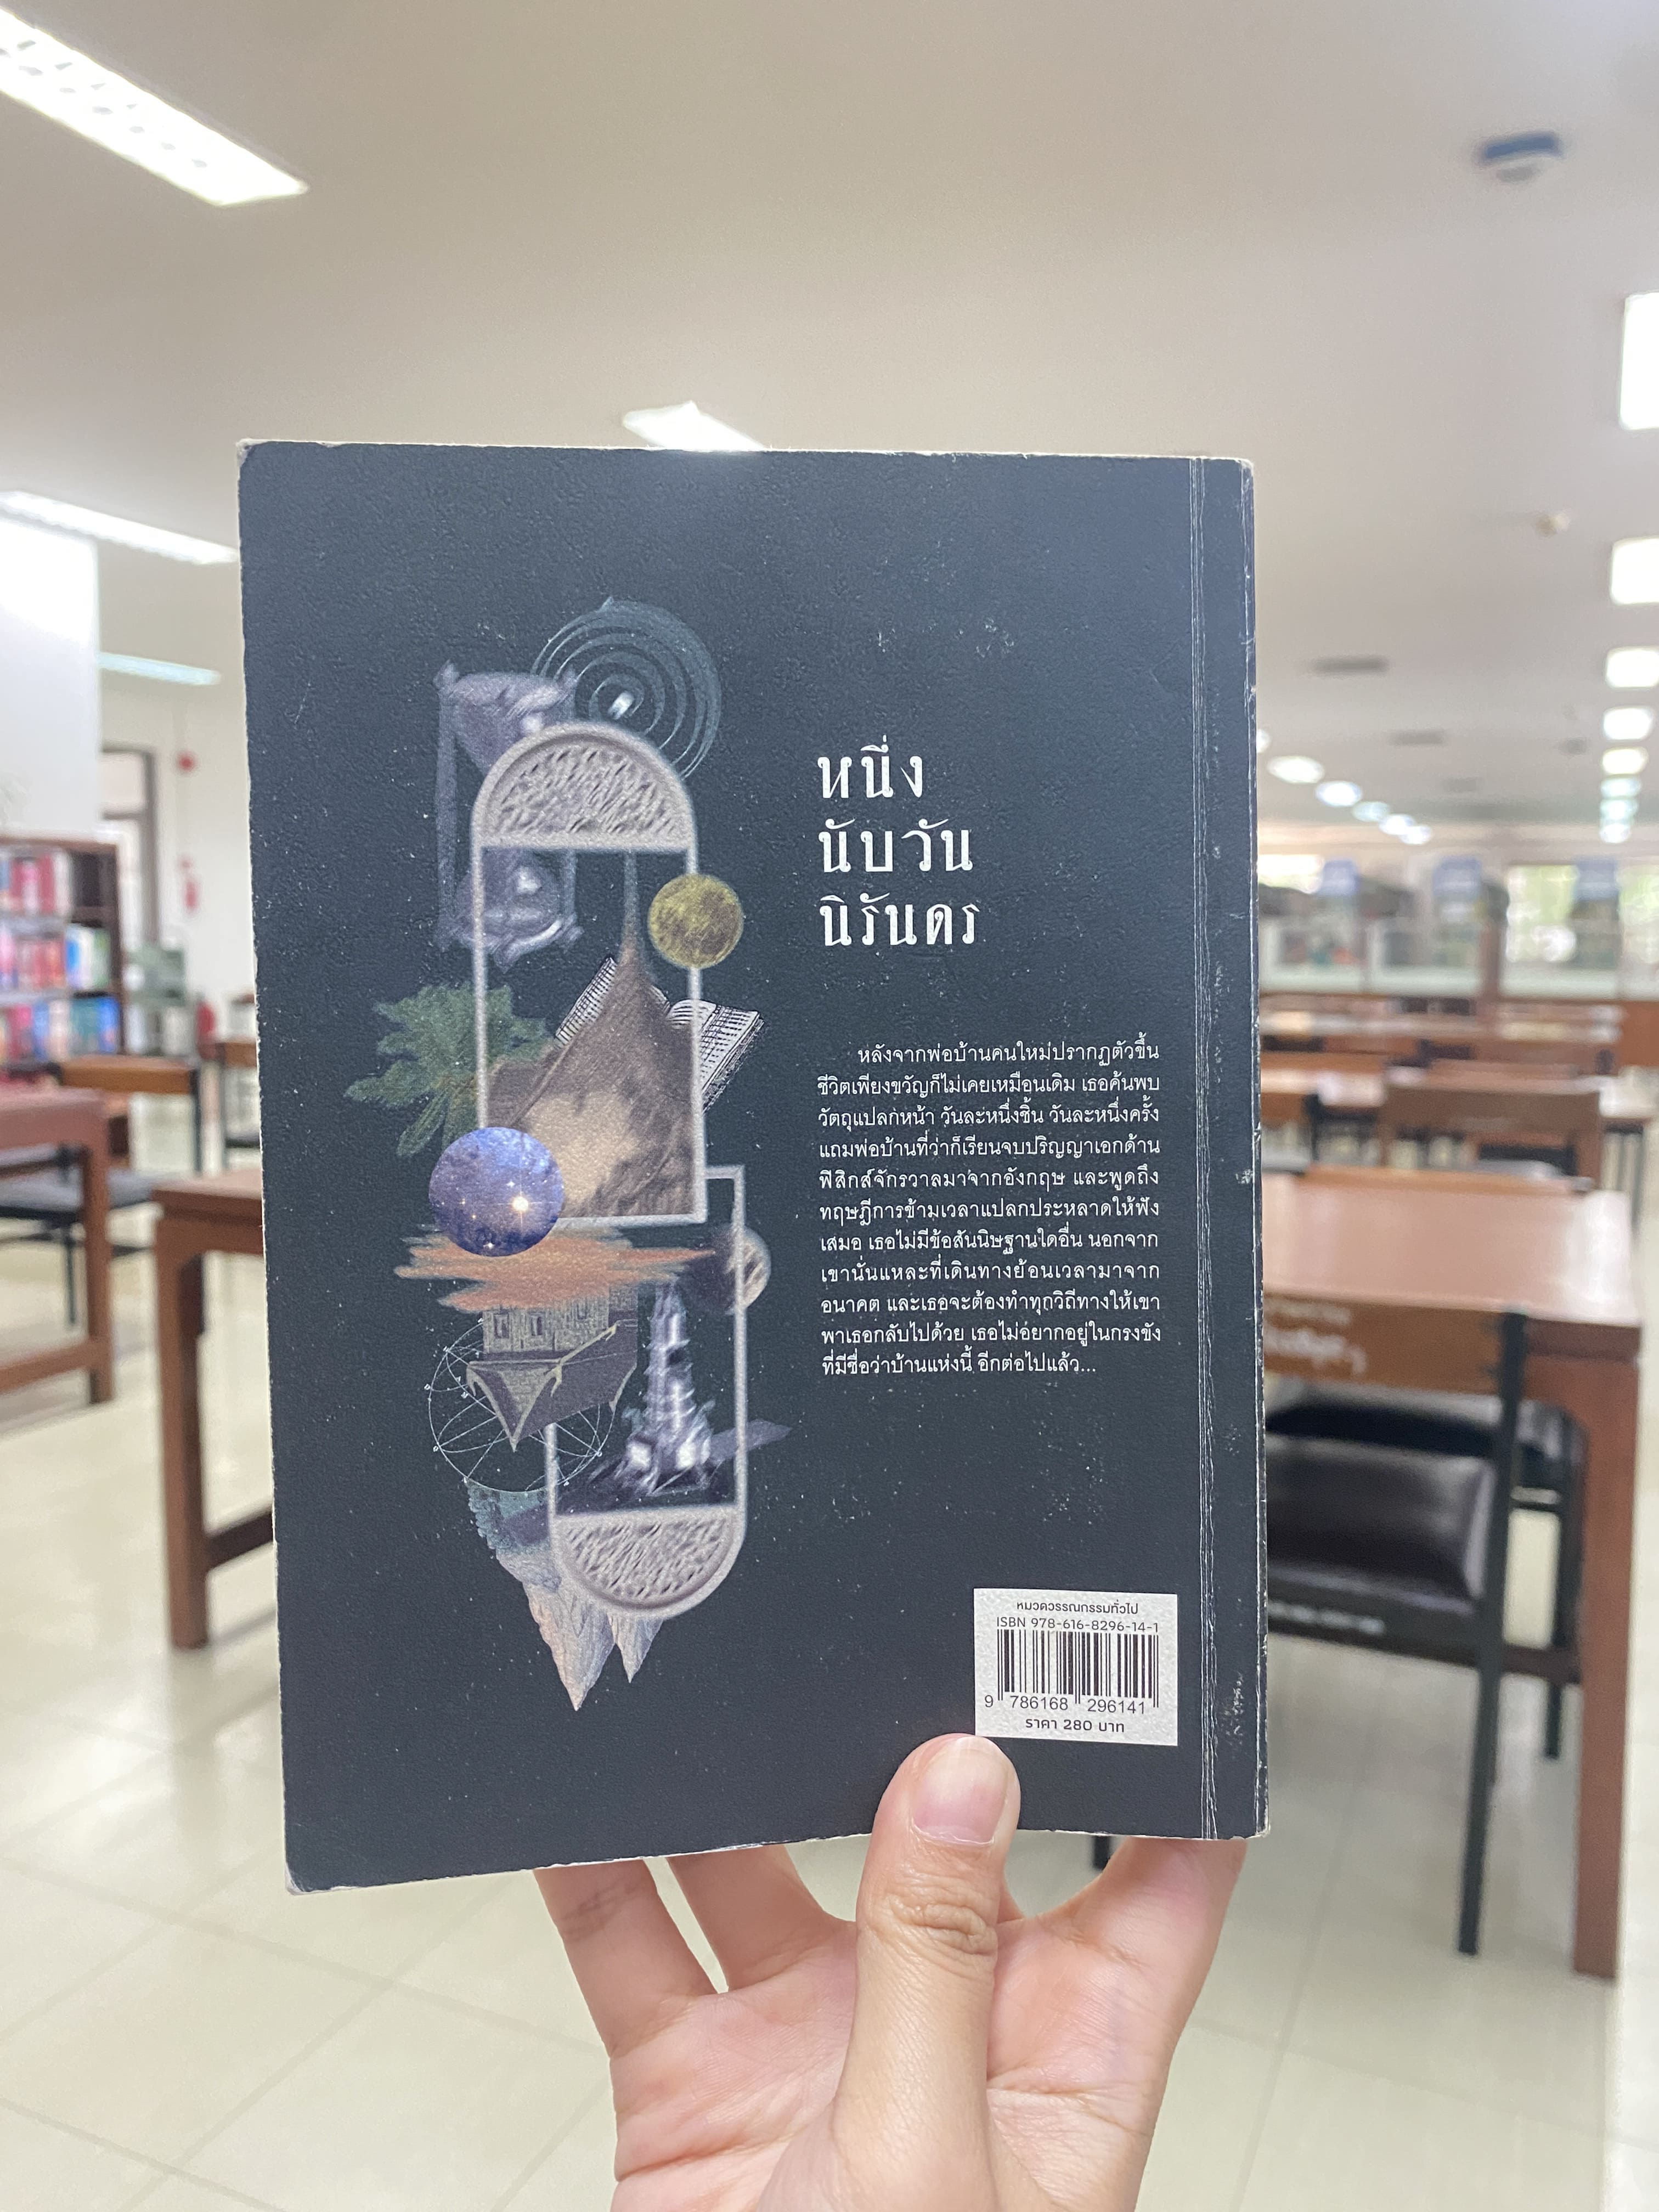 หนึ่ง
นับวัน
นิรันดร
หลังจากพ่อบ้านคนใหม่ปรากฏตัวขึ้น
ชีวิตเพียงขวัญก็ไม่เคยเหมือนเดิม เธอค้นพบ
วัตถุแปลกหน้า วันละหนึ่งชิ้น วันละหนึ่งครั้ง
แถมพ่อบ้านที่ว่าก็เรียนจบปริญญาเอกด้าน
ฟิสิกส์จักรวาลมาจากอังกฤษ และพูดถึง
ทฤษฎีการข้ามเวลาแปลกประหลาดให้ฟัง
เสมอ เธอไม่มีข้อสันนิษฐานใดอื่น นอกจาก
เขานั่นแหละที่เดินทางย้อนเวลามาจาก
อนาคต และเธอจะต้องทำทุกวิถีทางให้เขา
พาเธอกลับไปด้วย เธอไม่อยากอยู่ในกรงขัง
ที่มีชื่อว่าบ้านแห่งนี้ อีกต่อไปแล้ว...
หมวดวรรณกรรมทั่วไป
ISBN 978-616-8296-14-1
9 786168 296141
ราคา 280 บาท